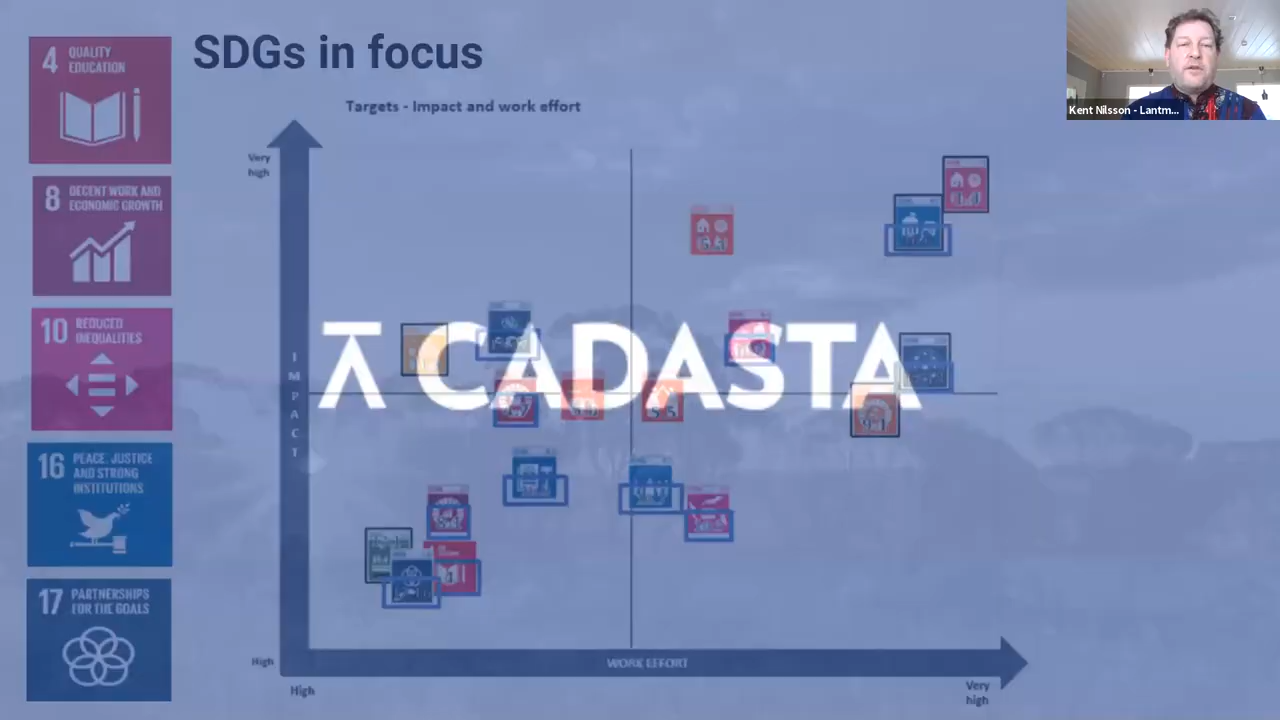 4 QUALITY
EDUCATION
SDGs in focus
Kent Nilsson - Lantm...
Targets - Impact and work effort
Very
high
8 DECENT WORK AND
ECONOMIC GROWTH
10 REDUCED
INEQUALITIES
IMPACT
CADASTA
5.5
16 PEACE, JUSTICE
AND STRONG
INSTITUTIONS
17 PARTNERSHIPS
FOR THE GOALS
High
WORK EFFORT
High
Very
high